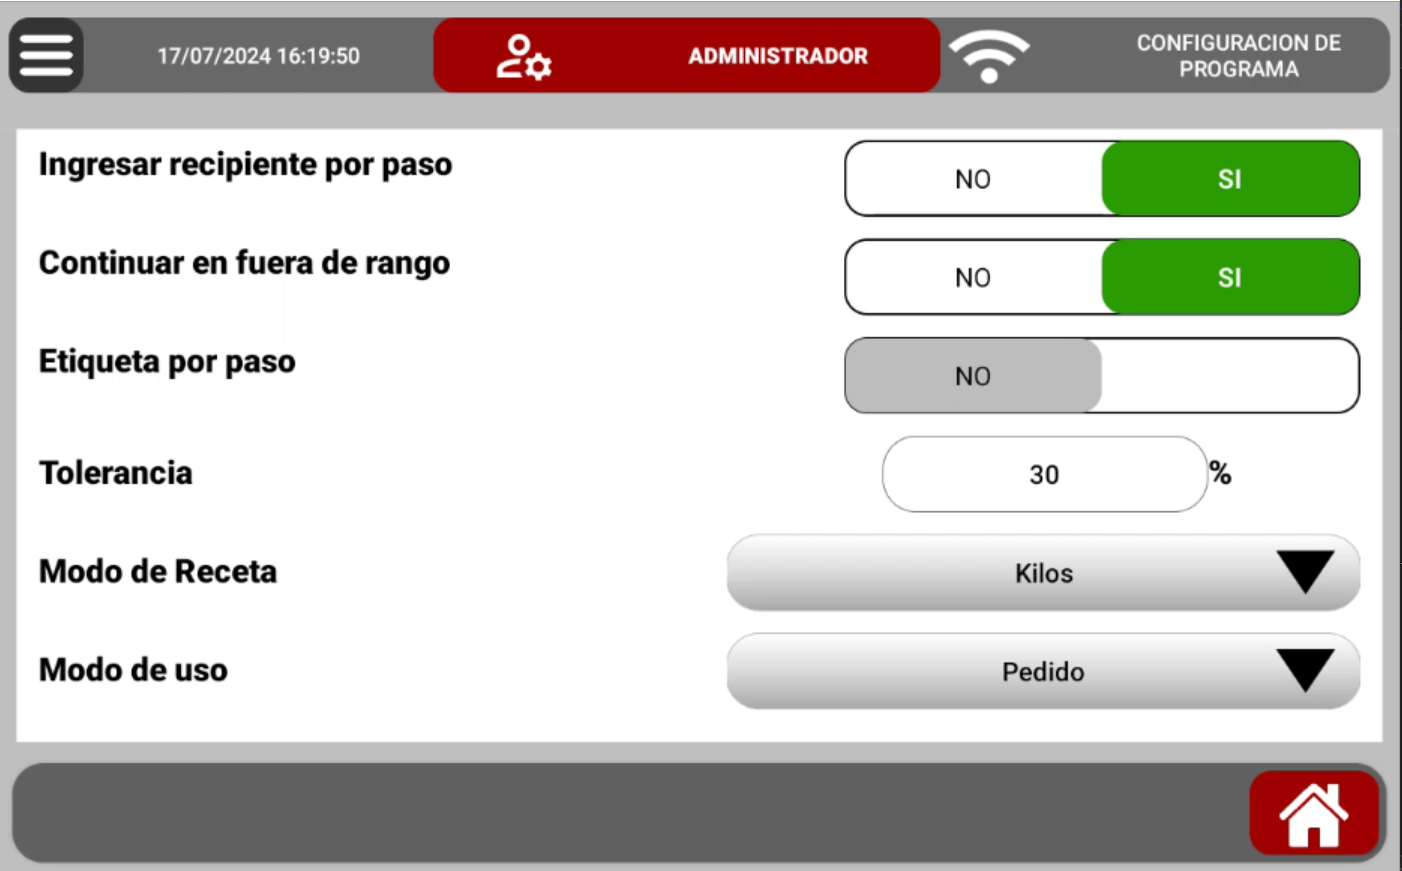 17/07/2024 16:19:50
ADMINISTRADOR
CONFIGURACION DE
PROGRAMA
Ingresar recipiente por paso
NO SI
Continuar en fuera de rango
NO SI
Etiqueta por paso
NO
Tolerancia
30 %
Modo de Receta
Kilos
Modo de uso
Pedido